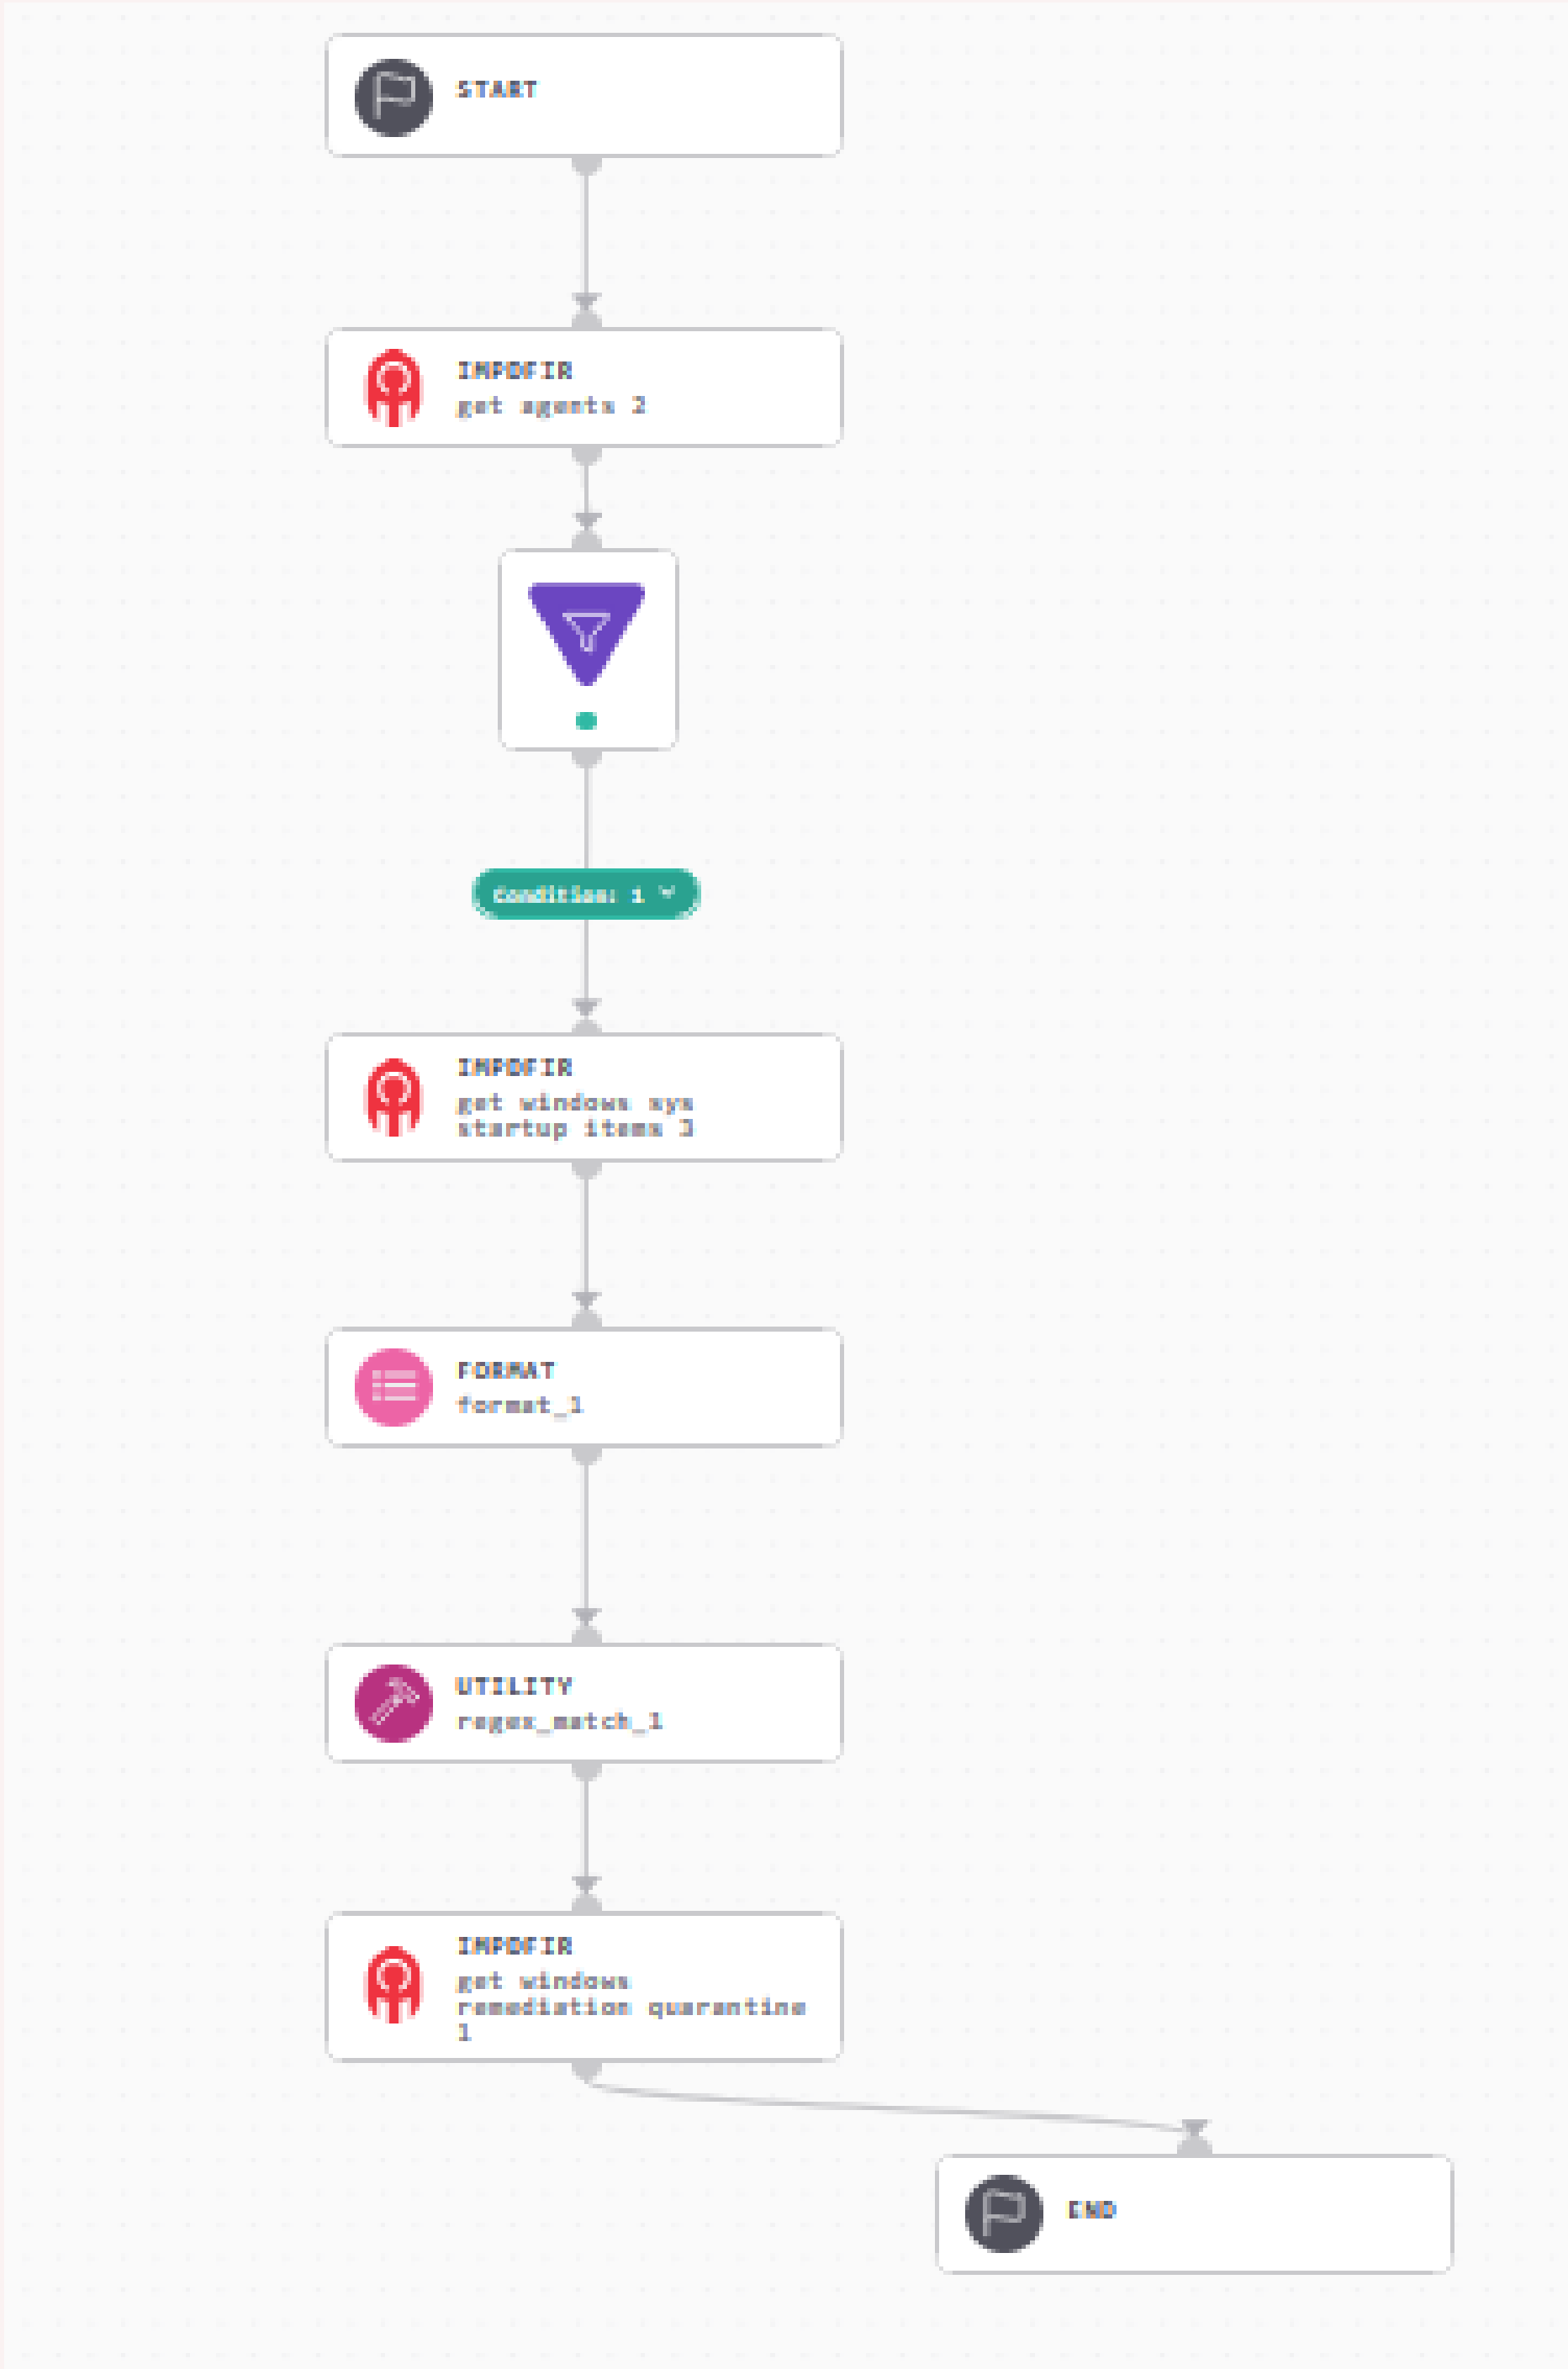 START
IMPDFIR
get agents 2
Condition: 1
IMPDFIR
get windows sys
startup items 3
FORMAT
format_1
UTILITY
regex_match_1
IMPDFIR
get windows
remediation quarantine
1
END